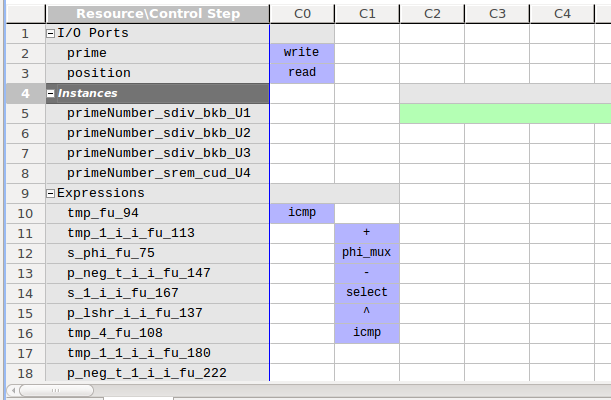 Resource\Control Step C0 C1 C2 C3 C4
1 I/O Ports
2 prime write
3 position read
4 Instances
5 primeNumber_sdiv_bkb_U1
6 primeNumber_sdiv_bkb_U2
7 primeNumber_sdiv_bkb_U3
8 primeNumber_srem_cud_U4
9 Expressions
10 tmp_fu_94 icmp
11 tmp_1_i_i_fu_113 +
12 s_phi_fu_75 phi_mux
13 p_neg_t_i_i_fu_147 -
14 s_1_i_i_fu_167 select
15 p_lshr_i_i_fu_137 ^
16 tmp_4_fu_108 icmp
17 tmp_1_1_i_i_fu_180
18 p_neg_t_1_i_i_fu_222